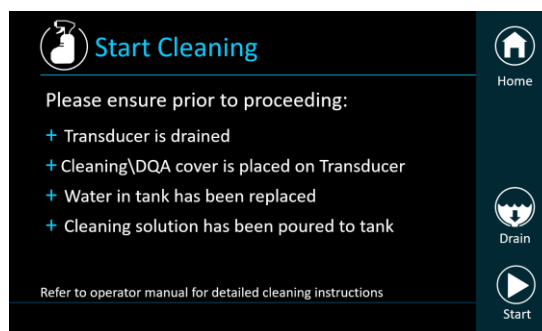 Start Cleaning
Home
Please ensure prior to proceeding:
+ Transducer is drained
+ Cleaning\DQA cover is placed on Transducer
+ Water in tank has been replaced
+ Cleaning solution has been poured to tank
Drain
Refer to operator manual for detailed cleaning instructions
Start